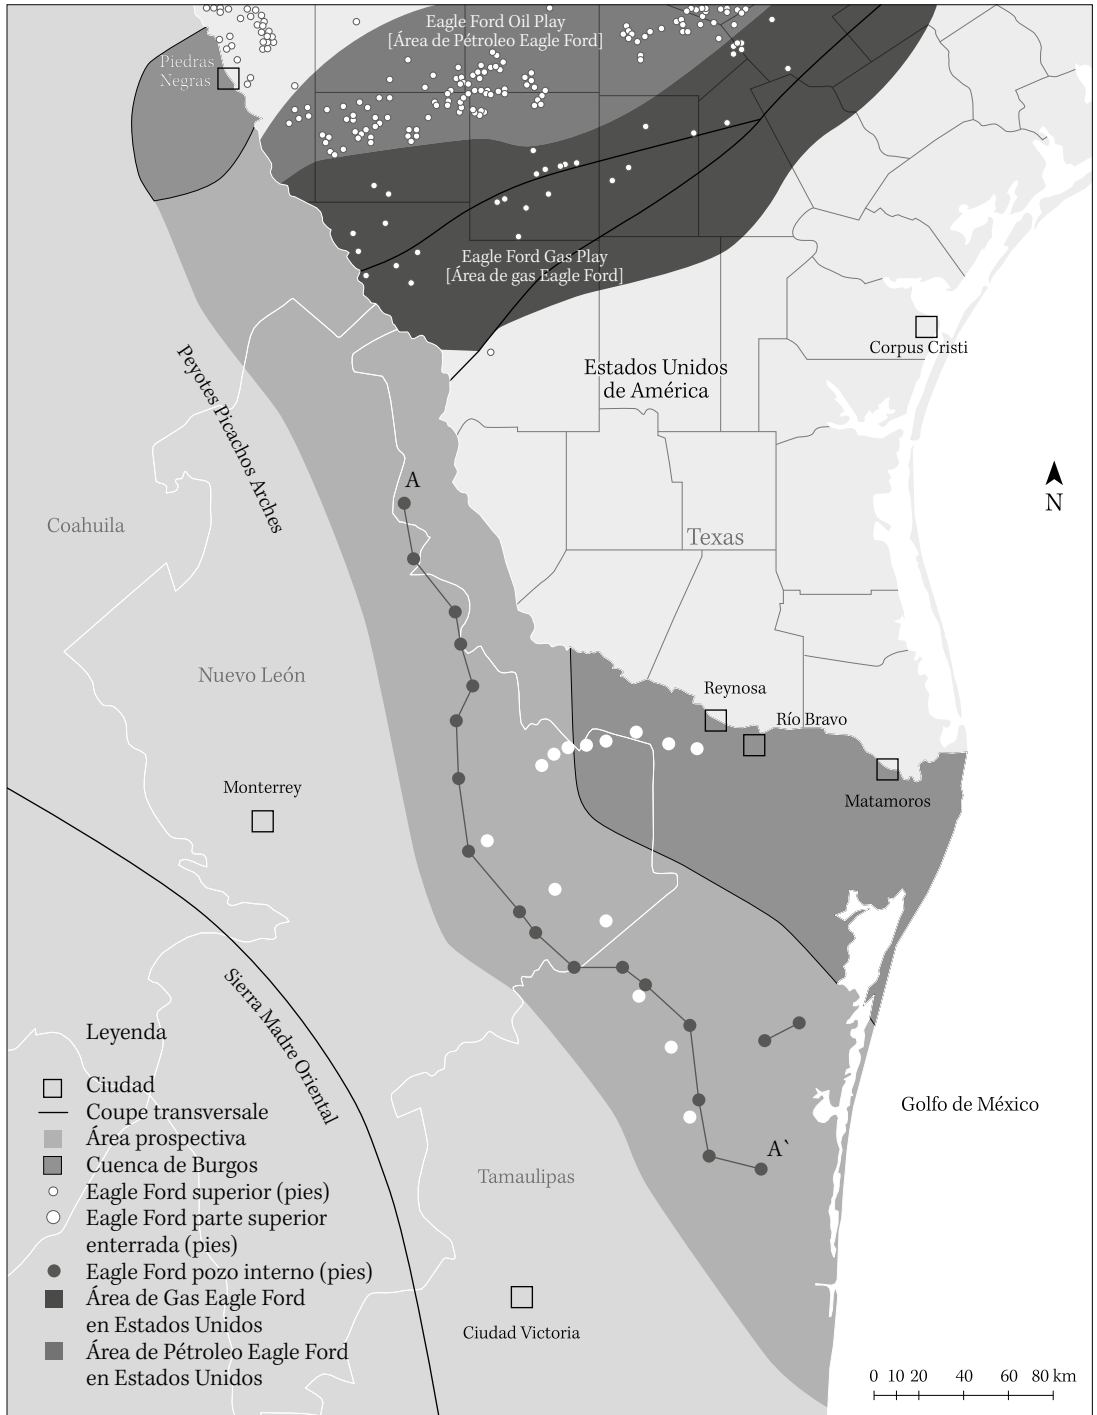 Eagle Ford Oil Play
[Área de Pétroleo Eagle Ford]
Piedras
Negras
Eagle Ford Gas Play
[Área de gas Eagle Ford]
Corpus Cristi
Estados Unidos
de América
Peyotes Picachos Arches
A
N
Coahuila
Texas
Nuevo León
Reynosa
Río Bravo
Monterrey
Matamoros
Sierra Madre Oriental
Golfo de México
A`
Tamaulipas
Ciudad Victoria
Leyenda
Ciudad
Coupe transversale
Área prospectiva
Cuenca de Burgos
Eagle Ford superior (pies)
Eagle Ford parte superior
enterrada (pies)
Eagle Ford pozo interno (pies)
Área de Gas Eagle Ford
en Estados Unidos
Área de Pétroleo Eagle Ford
en Estados Unidos
0 10 20 40 60 80 km